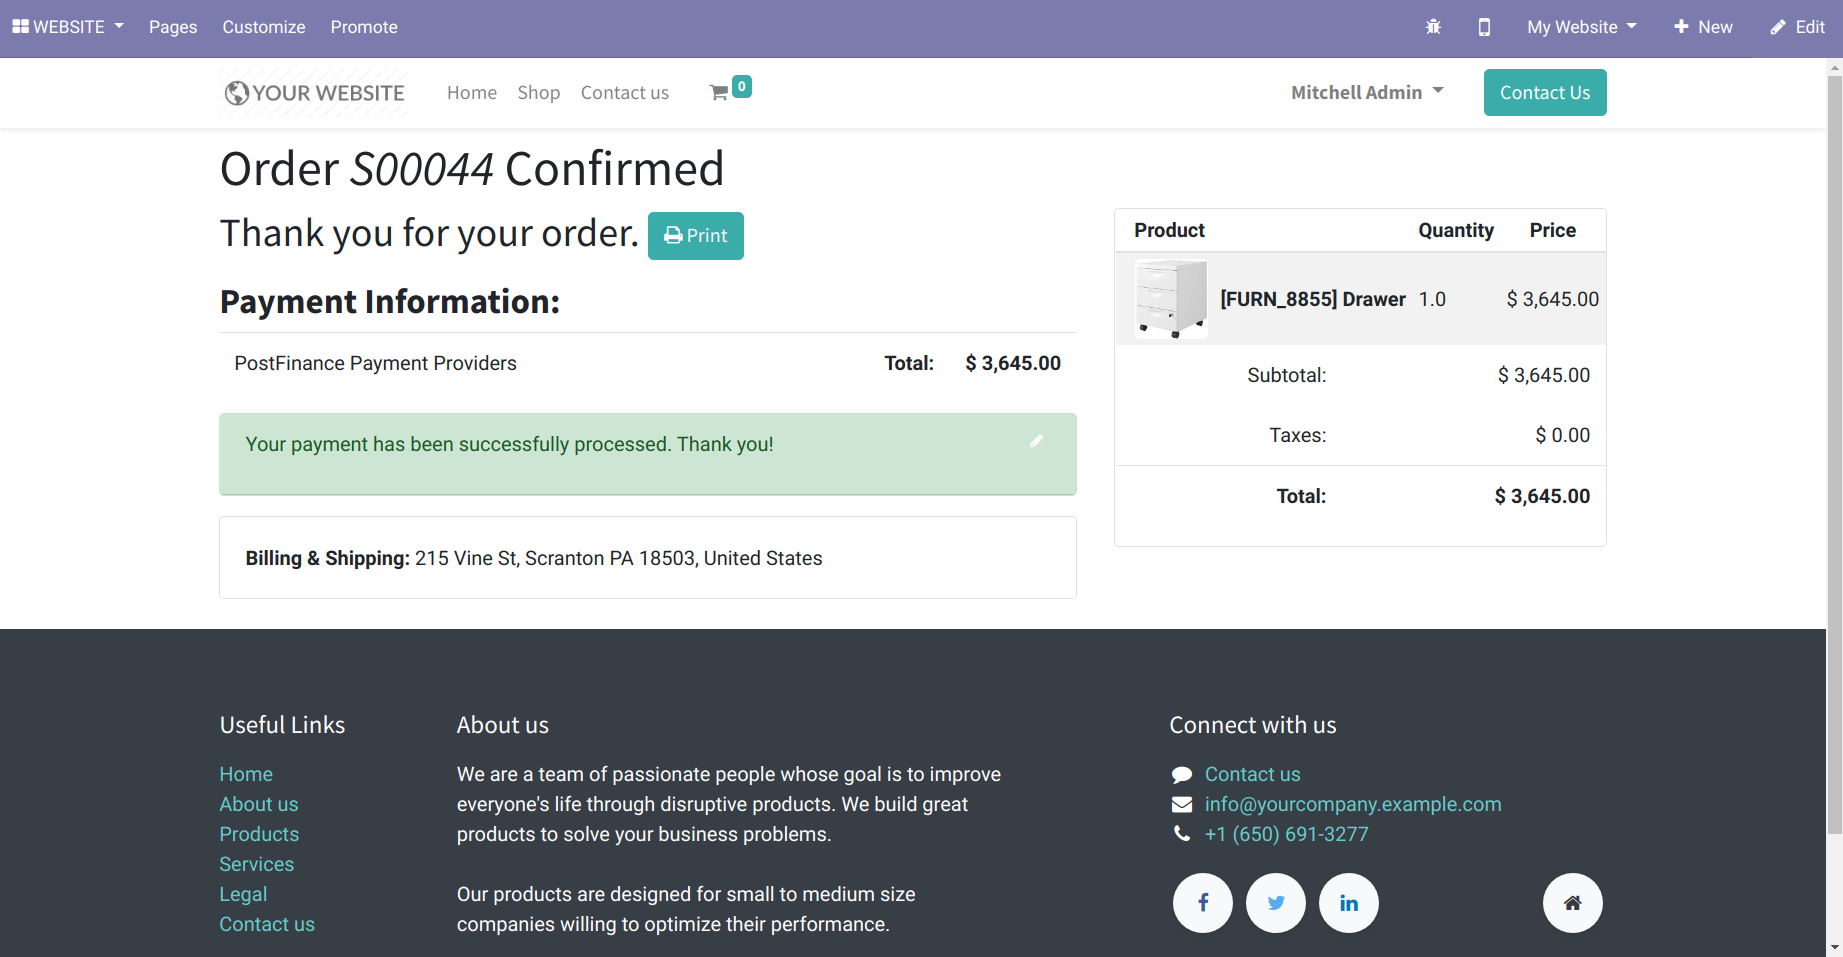 WEBSITE Pages Customize Promote My Website New Edit
YOUR WEBSITE Home Shop Contact us 0 Mitchell Admin Contact Us
Order S00044 Confirmed
Thank you for your order. Print
Payment Information:
PostFinance Payment Providers Total: $ 3,645.00
Your payment has been successfully processed. Thank you!
Billing & Shipping: 215 Vine St, Scranton PA 18503, United States
Product Quantity Price
[FURN_8855] Drawer 1.0 $ 3,645.00
Subtotal: $ 3,645.00
Taxes: $ 0.00
Total: $ 3,645.00
Useful Links
Home
About us
Products
Services
Legal
Contact us
About us
We are a team of passionate people whose goal is to improve
everyone's life through disruptive products. We build great
products to solve your business problems.
Our products are designed for small to medium size
companies willing to optimize their performance.
Connect with us
Contact us
info@yourcompany.example.com
+1 (650) 691-3277